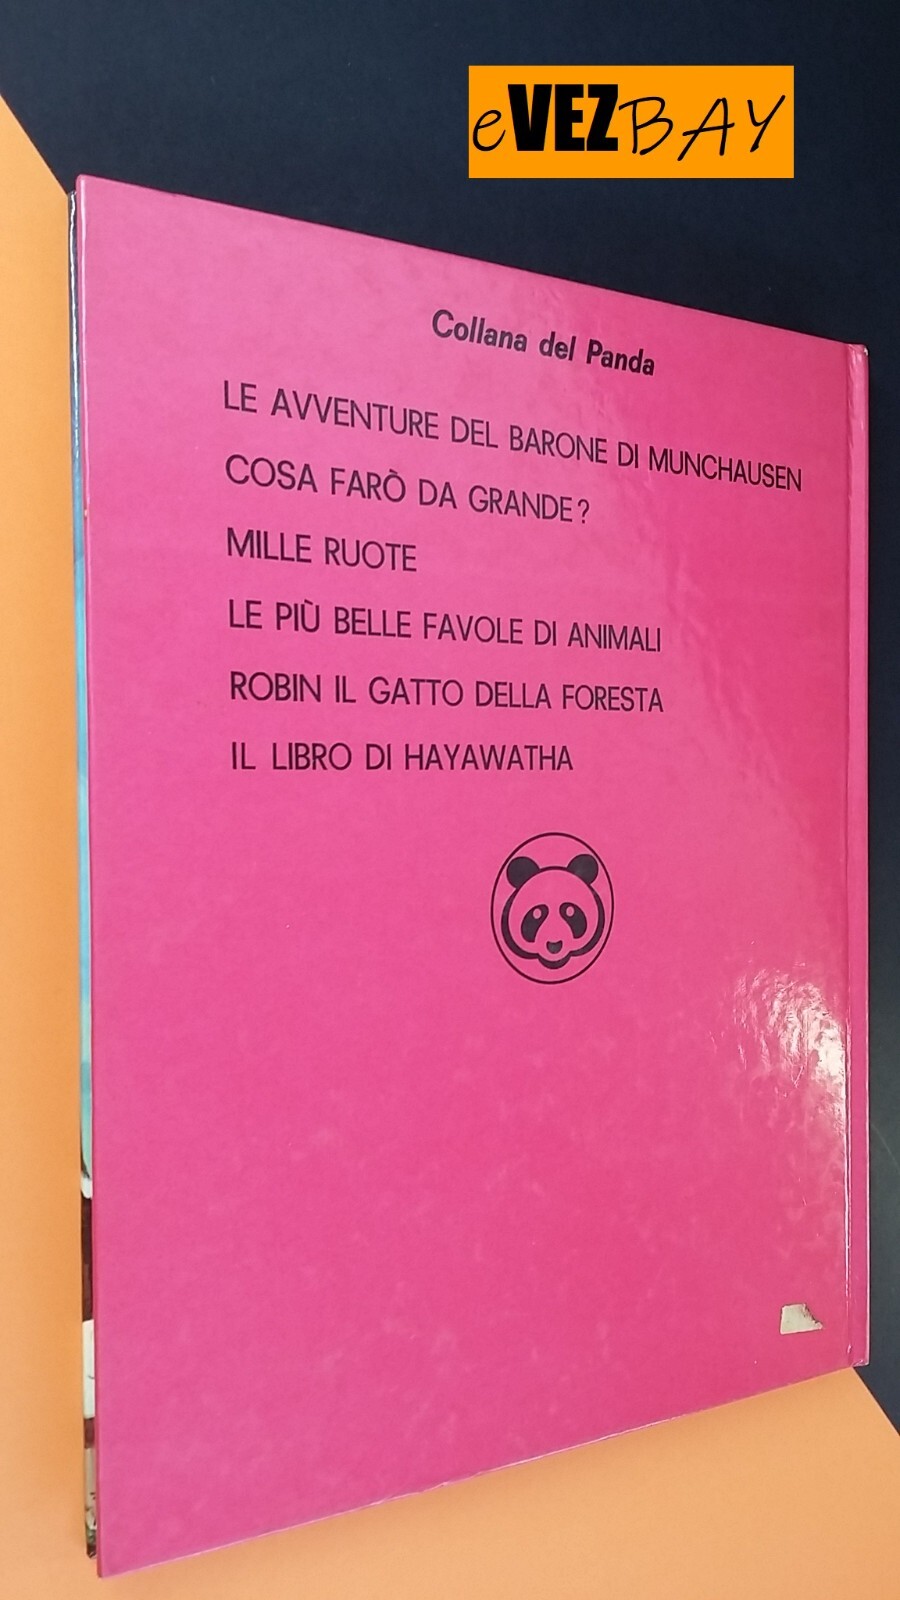 eVEZBAY
Collana del Panda
LE AVVENTURE DEL BARONE DI MUNCHAUSEN
COSA FARÒ DA GRANDE?
MILLE RUOTE
LE PIÙ BELLE FAVOLE DI ANIMALI
ROBIN IL GATTO DELLA FORESTA
IL LIBRO DI HAYAWATHA